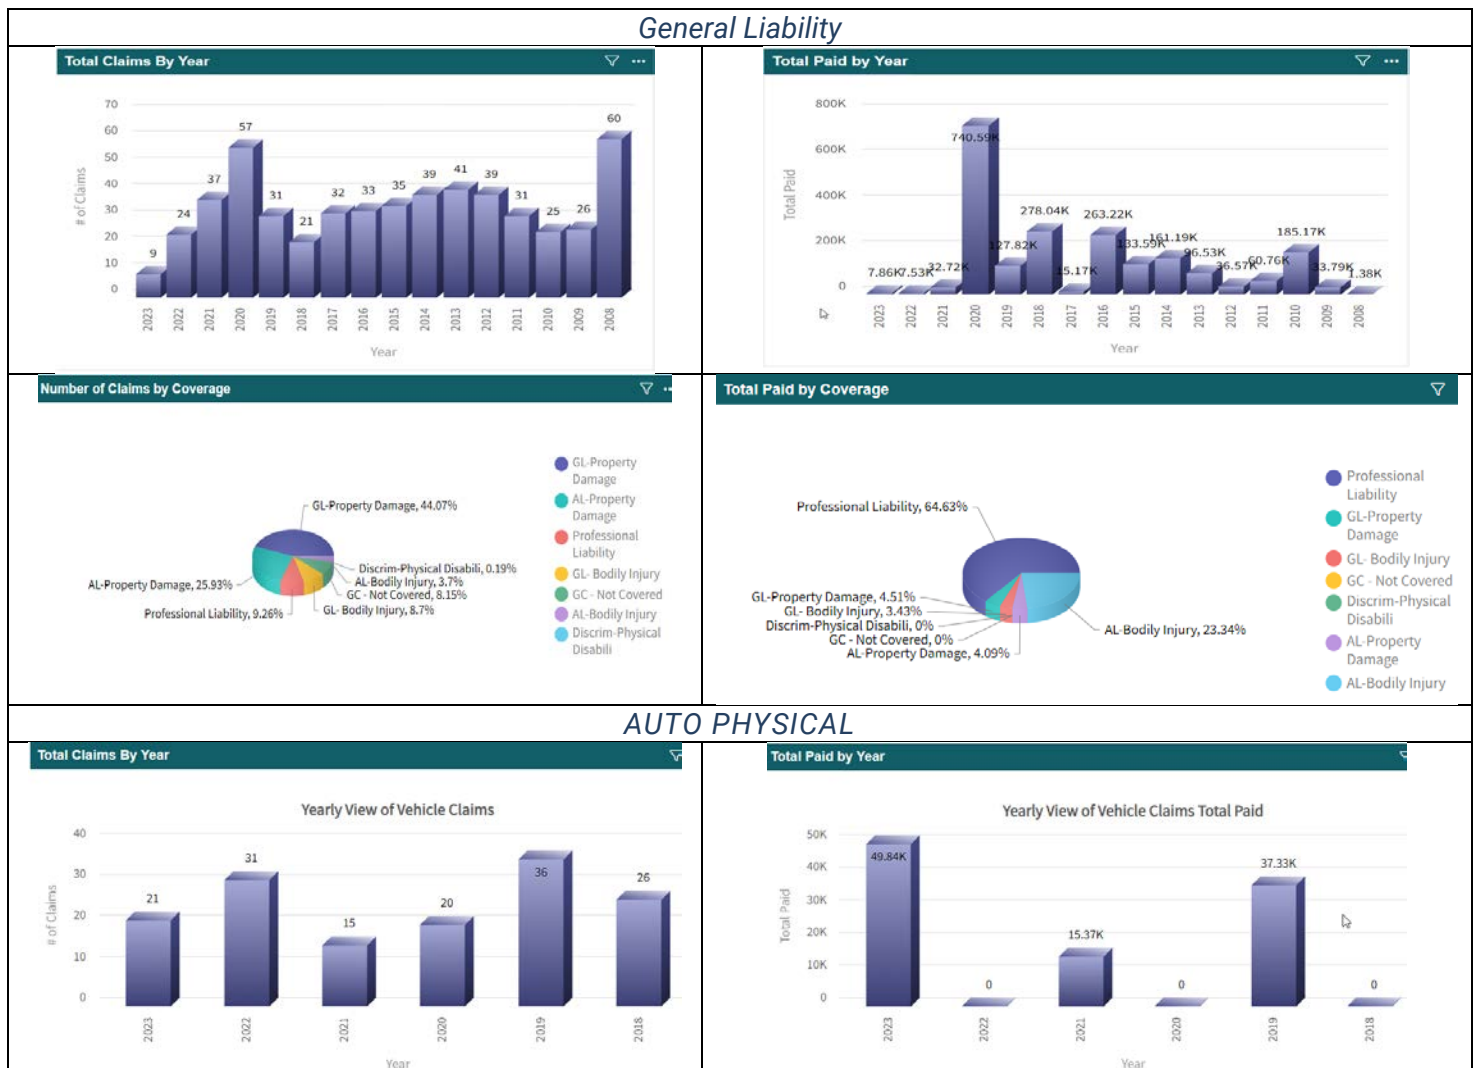 General Liability
Total Claims By Year
70
60
50
40
30
20
10
0
# of Claims
9
24
37
57
31
21
32
33
35
39
41
39
31
25
26
60
2023
2022
2021
2020
2019
2018
2017
2016
2015
2014
2013
2012
2011
2010
2009
2008
Year
Total Paid by Year
800K
600K
400K
200K
0
Total Paid
7.86K
7.53K
32.72K
740.59K
127.82K
278.04K
15.17K
263.22K
133.59K
161.19K
96.53K
36.57K
60.76K
185.17K
33.79K
1.38K
2023
2022
2021
2020
2019
2018
2017
2016
2015
2014
2013
2012
2011
2010
2009
2008
Year
Number of Claims by Coverage
GL-Property Damage, 44.07%
Discrim-Physical Disabili, 0.19%
AL-Bodily Injury, 3.7%
GC - Not Covered, 8.15%
GL- Bodily Injury, 8.7%
Professional Liability, 9.26%
AL-Property Damage, 25.93%
GL-Property
Damage
AL-Property
Damage
Professional
Liability
GL- Bodily Injury
GC - Not Covered
AL-Bodily Injury
Discrim-Physical
Disabili
Total Paid by Coverage
Professional Liability, 64.63%
GL-Property Damage, 4.51%
GL- Bodily Injury, 3.43%
Discrim-Physical Disabili, 0%
GC - Not Covered, 0%
AL-Property Damage, 4.09%
AL-Bodily Injury, 23.34%
Professional
Liability
GL-Property
Damage
GL- Bodily Injury
GC - Not Covered
Discrim-Physical
Disabili
AL-Property
Damage
AL-Bodily Injury
AUTO PHYSICAL
Total Claims By Year
Yearly View of Vehicle Claims
40
30
20
10
0
# of Claims
21
31
15
20
36
26
2023
2022
2021
2020
2019
2018
Year
Total Paid by Year
Yearly View of Vehicle Claims Total Paid
50K
40K
30K
20K
10K
0
Total Paid
49.84K
0
15.37K
0
37.33K
0
2023
2022
2021
2020
2019
2018
Year